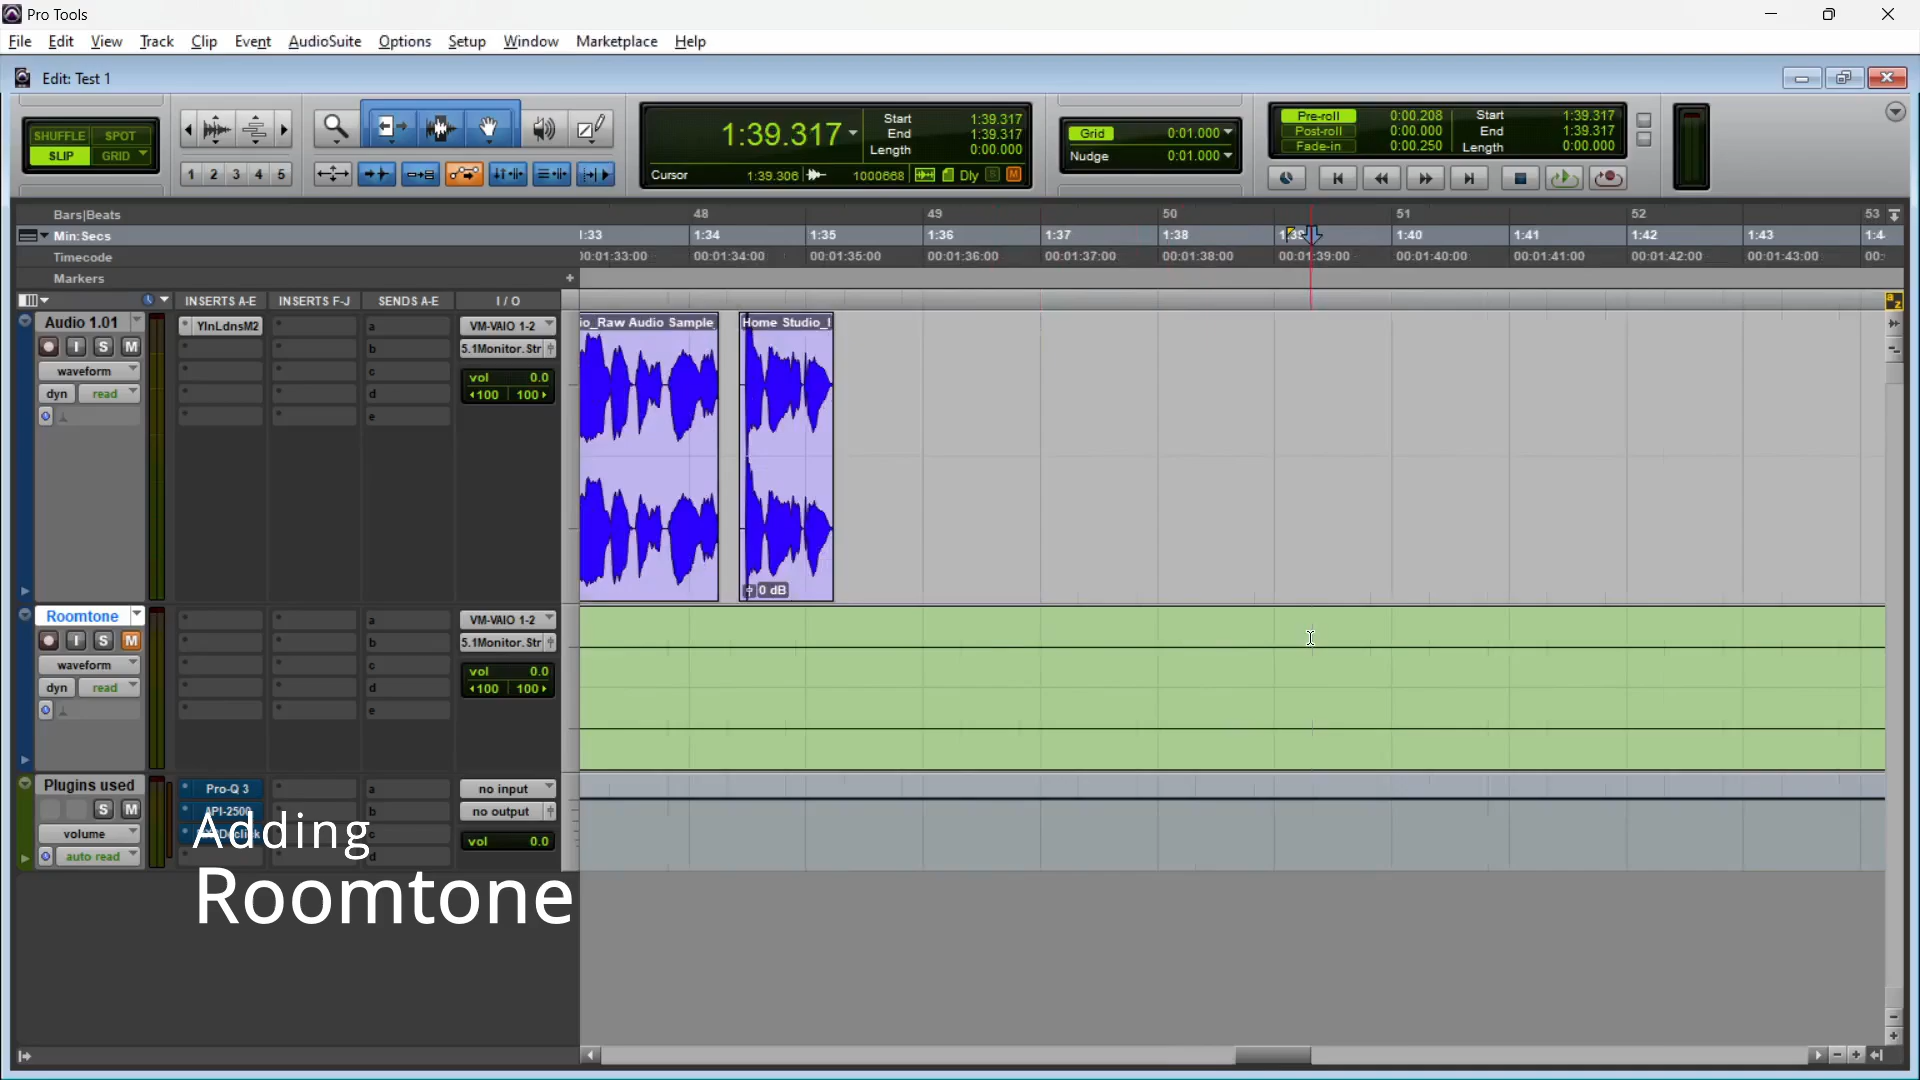 Pro Tools
File Edit View Track Clip Event AudioSuite Options Setup Window Marketplace Help
Edit: Test 1
SHUFFLE SPOT
SLIP GRID
1 2 3 4 5
1:39.317
Start 1:39.317
End 1:39.317
Length 0:00.000
Cursor 1:39.306 1000668 Dly S M
Grid 0:01.000
Nudge 0:01.000
Pre-roll 0:00.208 Start 1:39.317
Post-roll 0:00.000 End 1:39.317
Fade-in 0:00.250 Length 0:00.000
Bars|Beats 48 49 50 51 52 53
Min:Secs 1:33 1:34 1:35 1:36 1:37 1:38 1:39 1:40 1:41 1:42 1:43 1:4
Timecode 00:01:33:00 00:01:34:00 00:01:35:00 00:01:36:00 00:01:37:00 00:01:38:00 00:01:39:00 00:01:40:00 00:01:41:00 00:01:42:00 00:01:43:00 00:
Markers +
INSERTS A-E INSERTS F-J SENDS A-E I / O
a z
Audio 1.01 YInLdnsM2 a VM-VAIO 1-2 io_Raw Audio Sample_ Home Studio_I
I S M b 5.1Monitor.Str
waveform c vol 0.0
dyn read d 100 100
e
0 dB
Roomtone a VM-VAIO 1-2
I S M b 5.1Monitor.Str
waveform c vol 0.0
dyn read d 100 100
e
Plugins used Pro-Q 3 a no input
S M API-2500 b no output
volume Declick c vol 0.0
auto read d
Adding
Roomtone